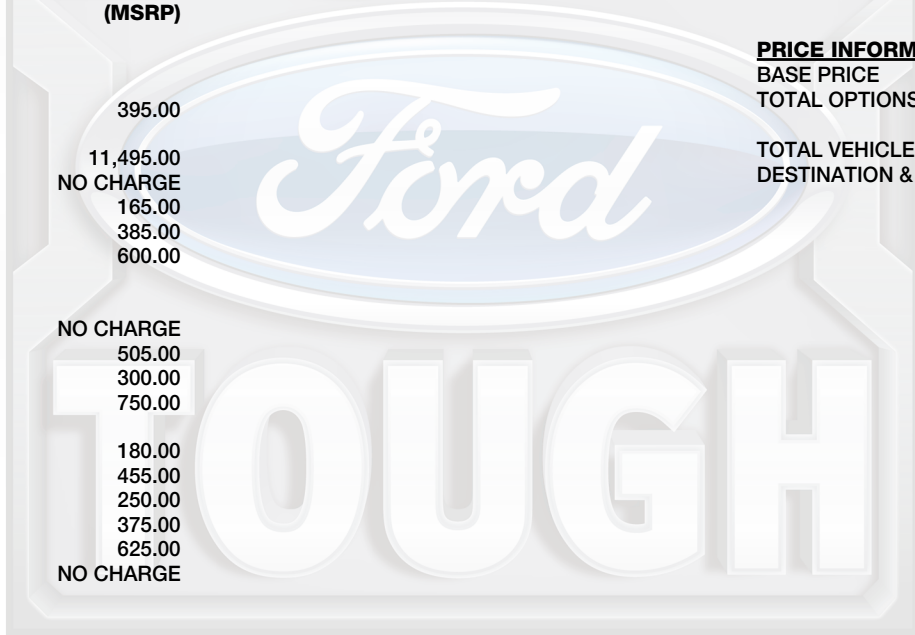 (MSRP)
395.00
11,495.00
NO CHARGE
165.00
385.00
600.00
NO CHARGE
505.00
300.00
750.00
180.00
455.00
250.00
375.00
625.00
NO CHARGE
PRICE INFORM
BASE PRICE
TOTAL OPTIONS
TOTAL VEHICLE
DESTINATION &
Ford
TOUGH